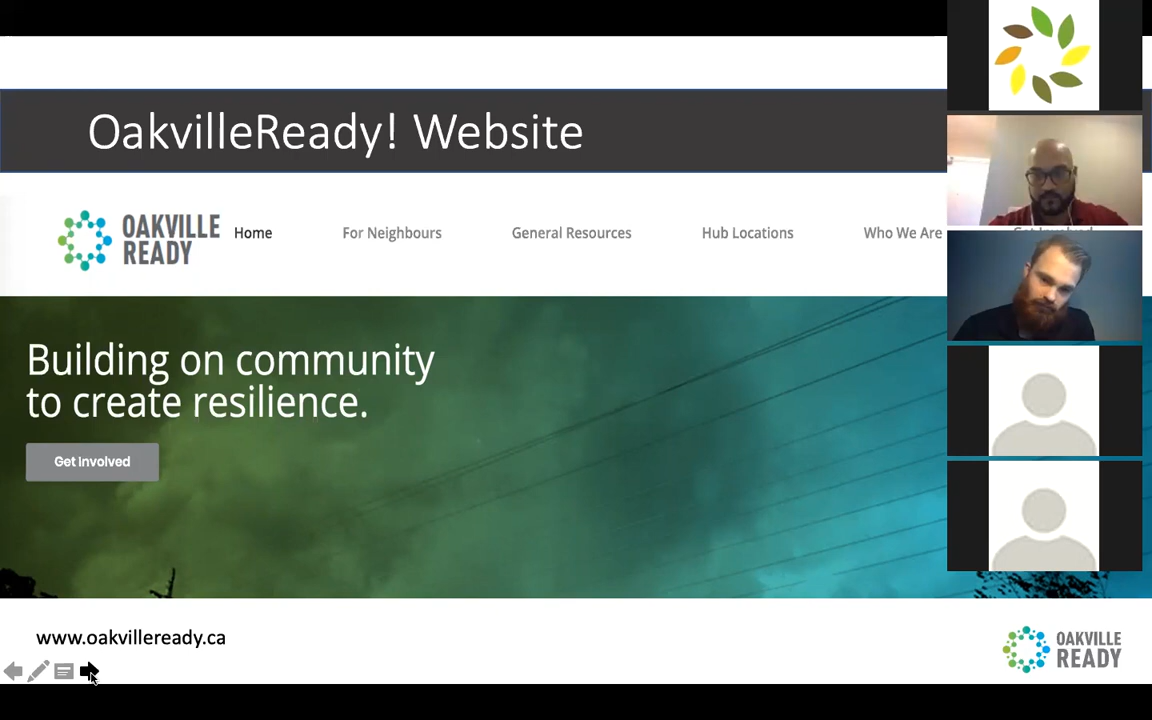 OakvilleReady! Website
OAKVILLE
READY
Home
For Neighbours
General Resources
Hub Locations
Who We Are
Building on community
to create resilience.
Get Involved
www.oakvilleready.ca
OAKVILLE
READY